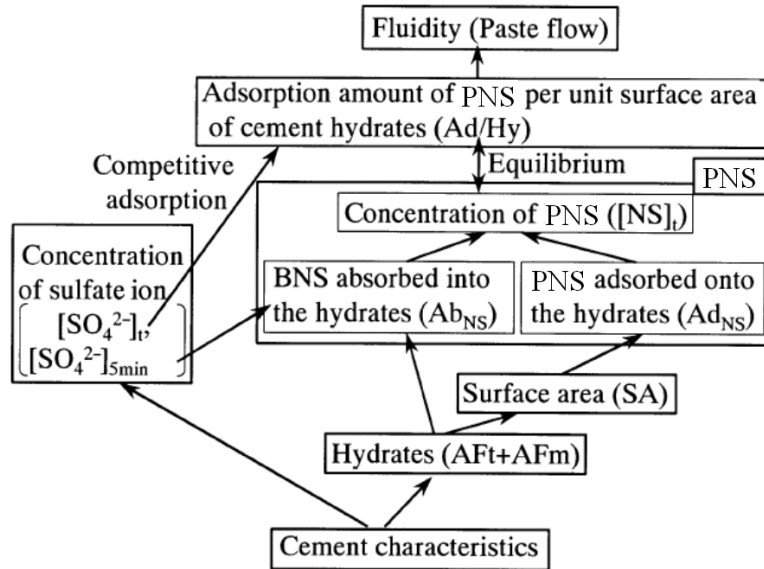 Fluidity (Paste flow)
Adsorption amount of PNS per unit surface area
of cement hydrates (Ad/Hy)
Competitive
adsorption
Equilibrium
PNS
Concentration of PNS ([NS]t)
Concentration
of sulfate ion
[SO4²⁻]t,
[SO4²⁻]5min
BNS absorbed into
the hydrates (AbNS)
PNS adsorbed onto
the hydrates (AdNS)
Surface area (SA)
Hydrates (AFt+AFm)
Cement characteristics